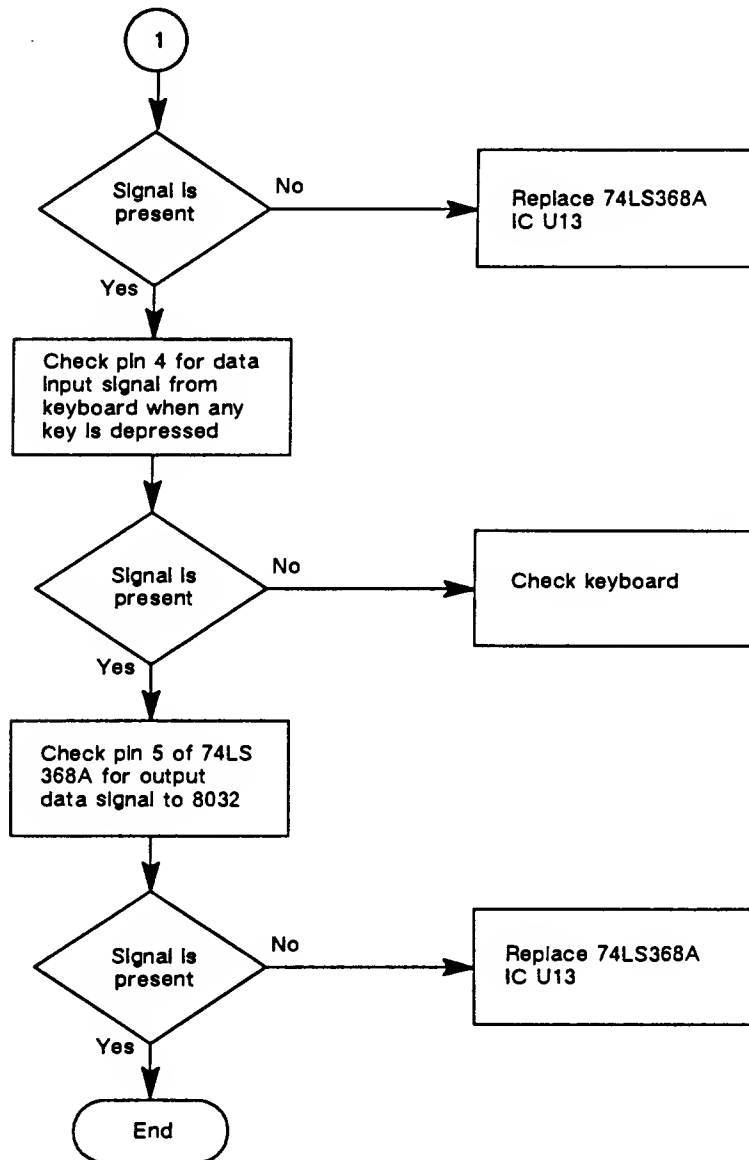 1
Signal is
present
No
Replace 74LS368A
IC U13
Yes
Check pin 4 for data
input signal from
keyboard when any
key is depressed
Signal is
present
No
Check keyboard
Yes
Check pin 5 of 74LS
368A for output
data signal to 8032
Signal is
present
No
Replace 74LS368A
IC U13
Yes
End